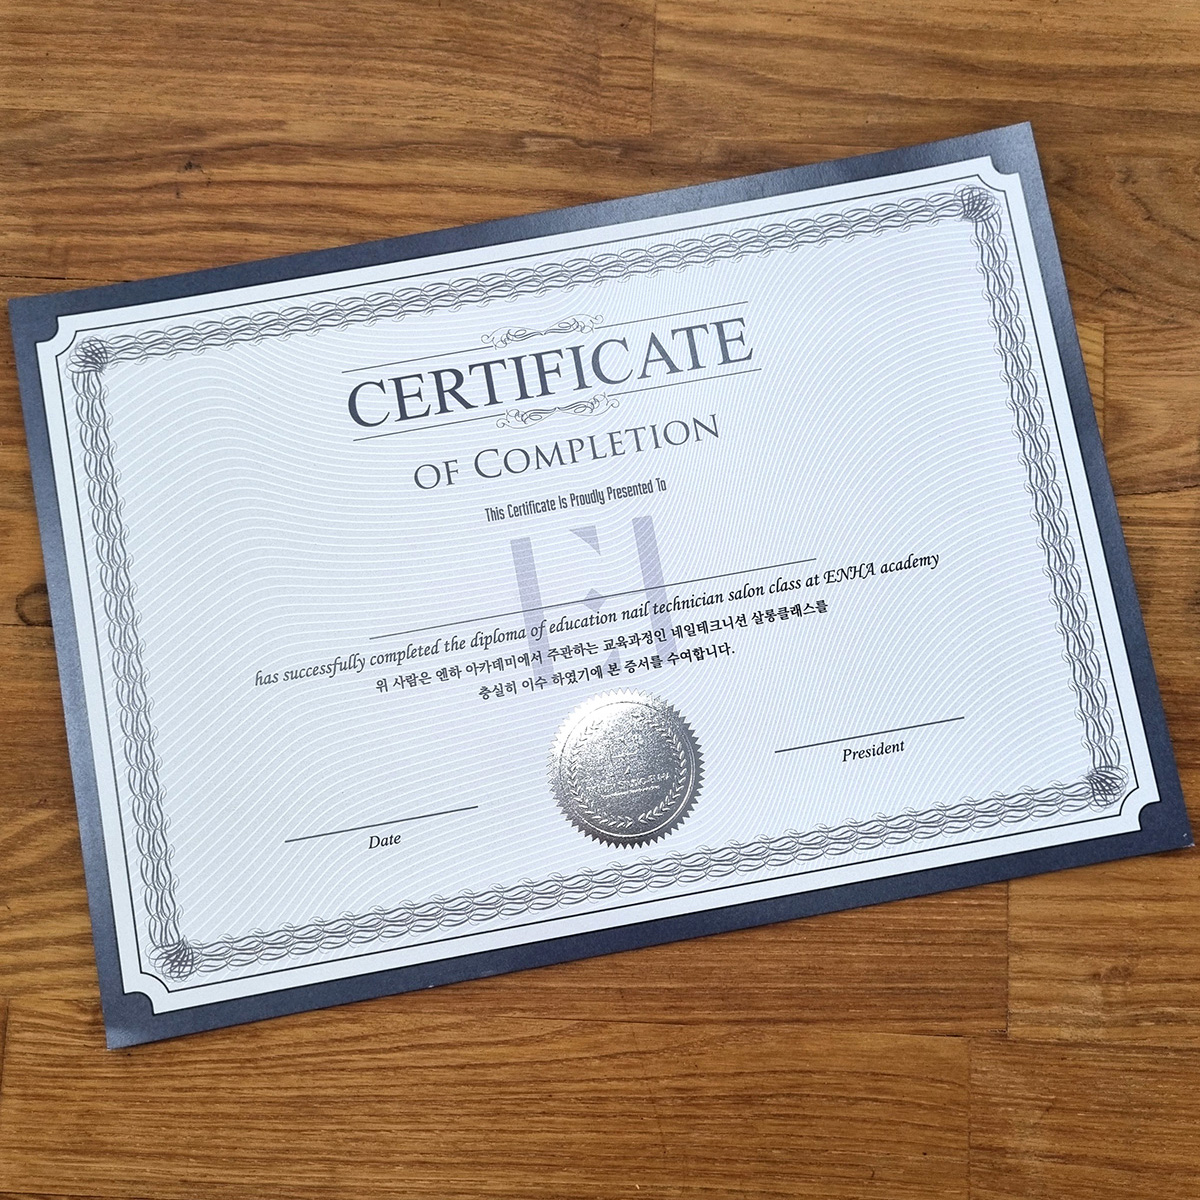 CERTIFICATE
OF COMPLETION
This Certificate Is Proudly Presented To
has successfully completed the diploma of education nail technician salon class at ENHA academy
위 사람은 엔하 아카데미에서 주관하는 교육과정인 네일테크니션 살롱클래스를
충실히 이수 하였기에 본 증서를 수여합니다.
Date
President